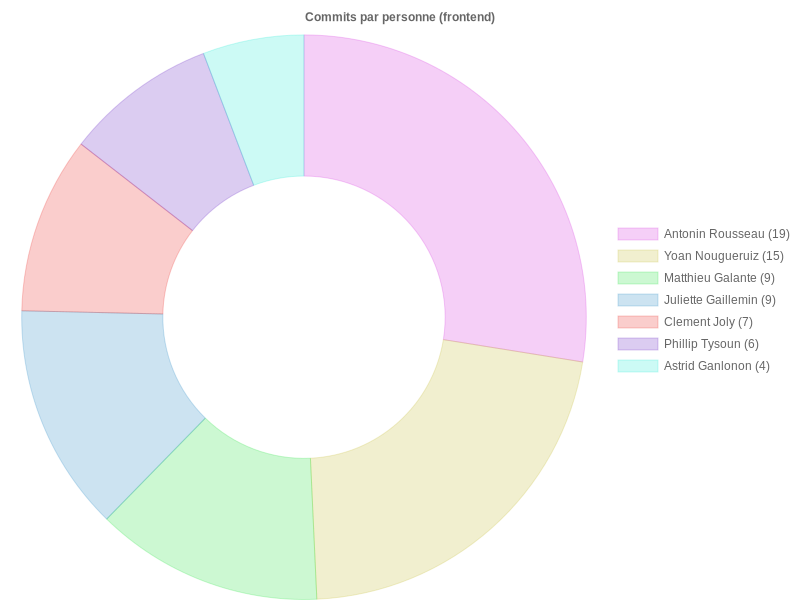 Commits par personne (frontend)
Antonin Rousseau (19)
Yoan Nougueruiz (15)
Matthieu Galante (9)
Juliette Gaillemin (9)
Clement Joly (7)
Phillip Tysoun (6)
Astrid Ganlonon (4)